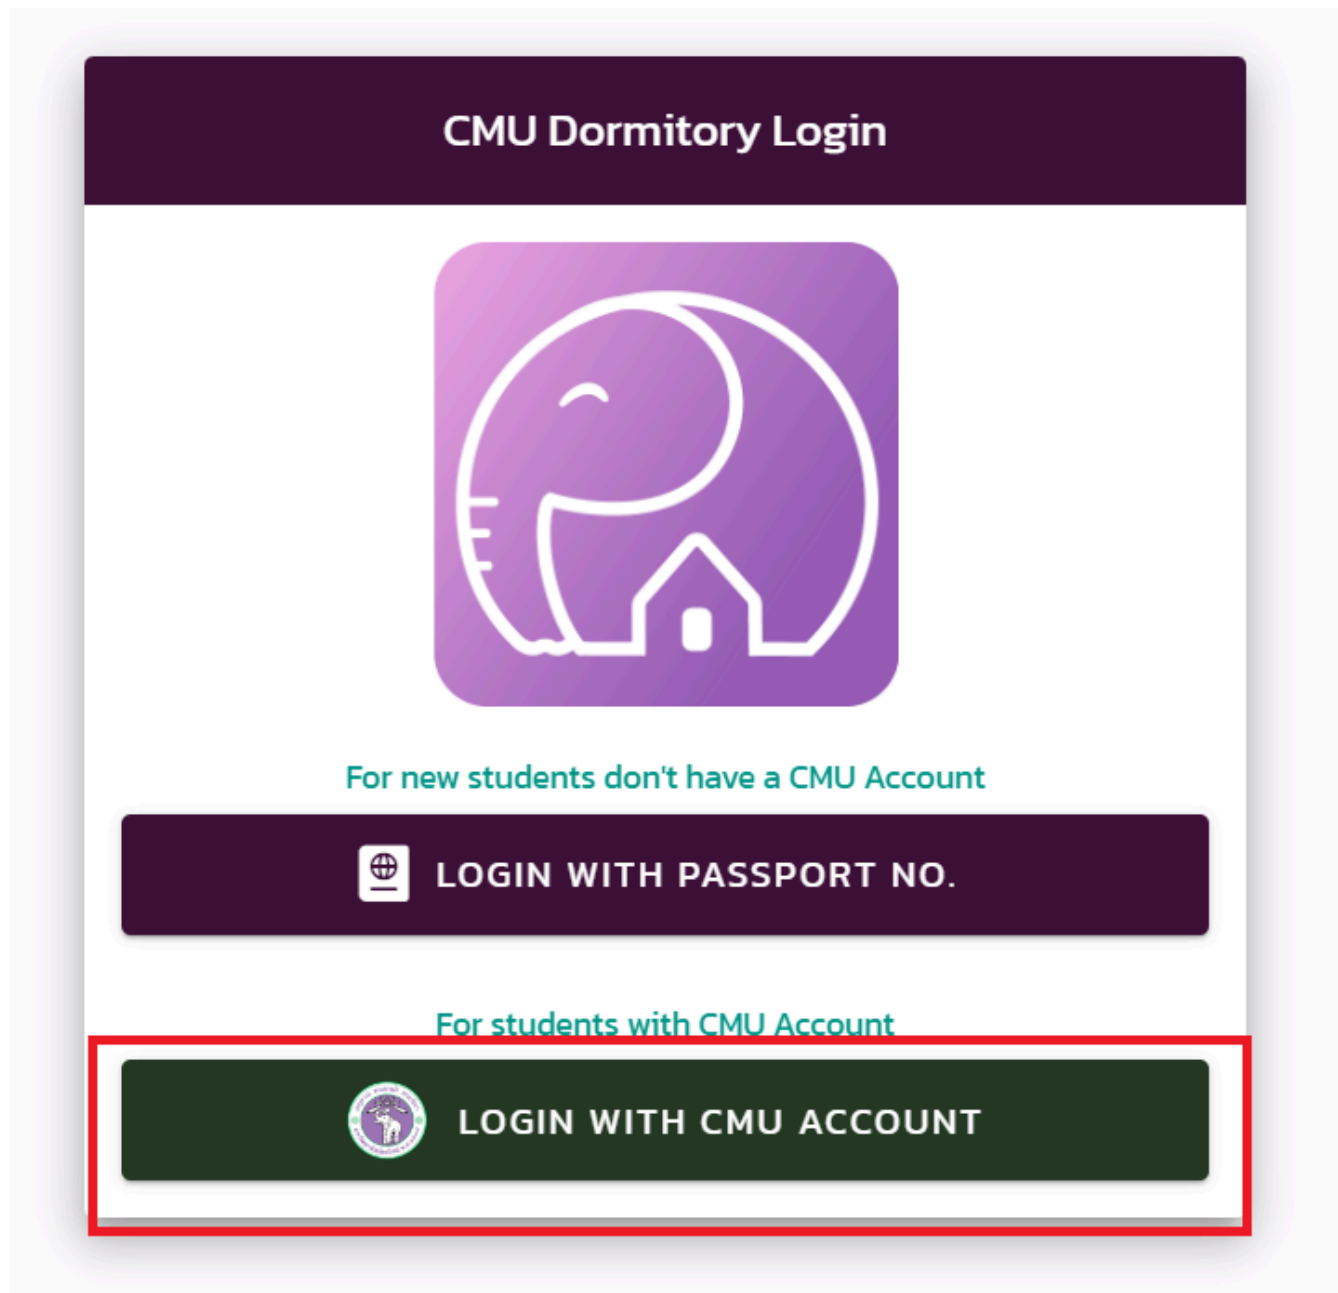 CMU Dormitory Login
For new students don't have a CMU Account
LOGIN WITH PASSPORT NO.
For students with CMU Account
LOGIN WITH CMU ACCOUNT